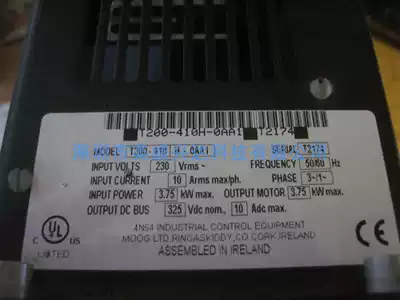 T200-410H-0AA1 T2174
MODEL T200-410 H-0AA1 SERIAL T2174
INPUT VOLTS 230 Vrms ~ FREQUENCY 50/60 Hz
INPUT CURRENT 10 Arms max/ph. PHASE 3~/1~
INPUT POWER 3.75 kW max. OUTPUT MOTOR 3.75 kW max.
OUTPUT DC BUS 325 Vdc nom. 10 Adc max.
4N54 INDUSTRIAL CONTROL EQUIPMENT
MOOG LTD. RINGASKIDDY, CO CORK, IRELAND
ASSEMBLED IN IRELAND
UL
LISTED
CE